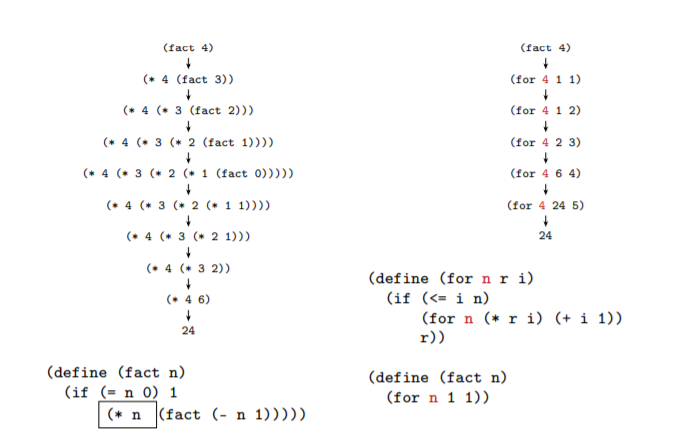 (fact 4)
↓
(* 4 (fact 3))
↓
(* 4 (* 3 (fact 2)))
↓
(* 4 (* 3 (* 2 (fact 1))))
↓
(* 4 (* 3 (* 2 (* 1 (fact 0)))))
↓
(* 4 (* 3 (* 2 (* 1 1))))
↓
(* 4 (* 3 (* 2 1)))
↓
(* 4 (* 3 2))
↓
(* 4 6)
↓
24
(define (fact n)
(if (= n 0) 1
(* n (fact (- n 1)))))
(fact 4)
↓
(for 4 1 1)
↓
(for 4 1 2)
↓
(for 4 2 3)
↓
(for 4 6 4)
↓
(for 4 24 5)
↓
24
(define (for n r i)
(if (<= i n)
(for n (* r i) (+ i 1))
r))
(define (fact n)
(for n 1 1))